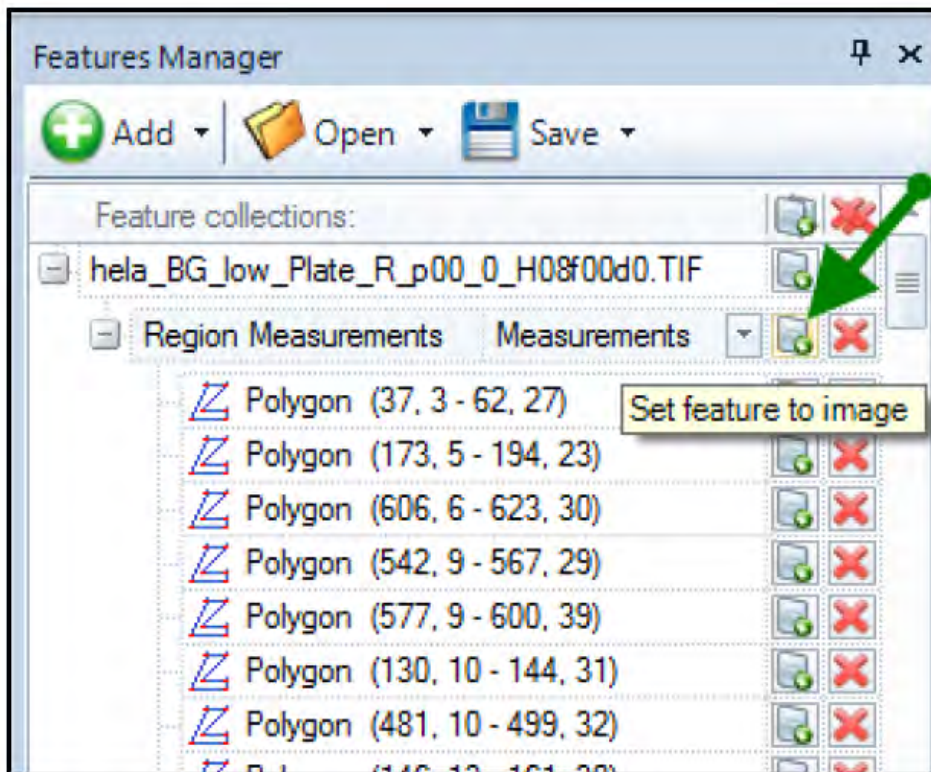 Features Manager
Add Open Save
Feature collections:
hela_BG_low_Plate_R_p00_0_H08f00d0.TIF
Region Measurements Measurements
Polygon (37, 3 - 62, 27)
Set feature to image
Polygon (173, 5 - 194, 23)
Polygon (606, 6 - 623, 30)
Polygon (542, 9 - 567, 29)
Polygon (577, 9 - 600, 39)
Polygon (130, 10 - 144, 31)
Polygon (481, 10 - 499, 32)